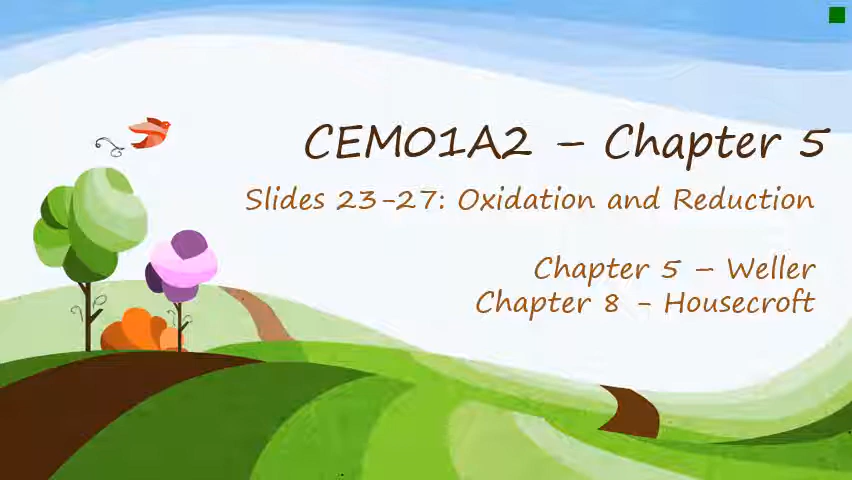 CEM01A2 – Chapter 5
Slides 23-27: Oxidation and Reduction
Chapter 5 – Weller
Chapter 8 - Housecroft